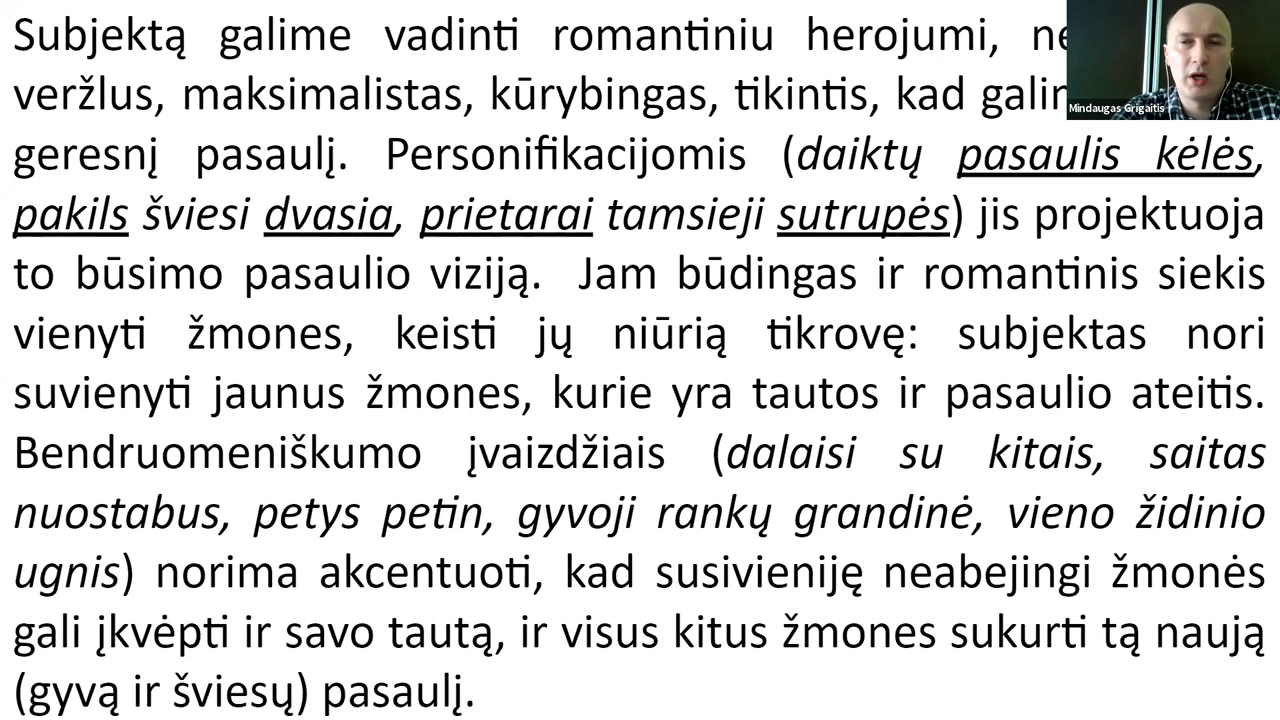 Subjektą galime vadinti romantiniu herojumi,
veržlus, maksimalistas, kūrybingas, tikintis, kad
geresnį pasaulį. Personifikacijomis (daiktų pasaulis kėlės,
pakils šviesi dvasia, prietarai tamsieji sutrupės) jis projektuoja
to būsimo pasaulio viziją. Jam būdingas ir romantinis siekis
vienyti žmones, keisti jų niūrią tikrovę: subjektas nori
suvienyti jaunus žmones, kurie yra tautos ir pasaulio ateitis.
Bendruomeniškumo įvaizdžiais (dalaisi su kitais, saitas
nuostabus, petys petin, gyvoji rankų grandinė, vieno židinio
ugnis) norima akcentuoti, kad susivieniję neabejingi žmonės
gali įkvėpti ir savo tautą, ir visus kitus žmones sukurti tą naują
(gyvą ir šviesų) pasaulį.
Mindaugas Grigaitis